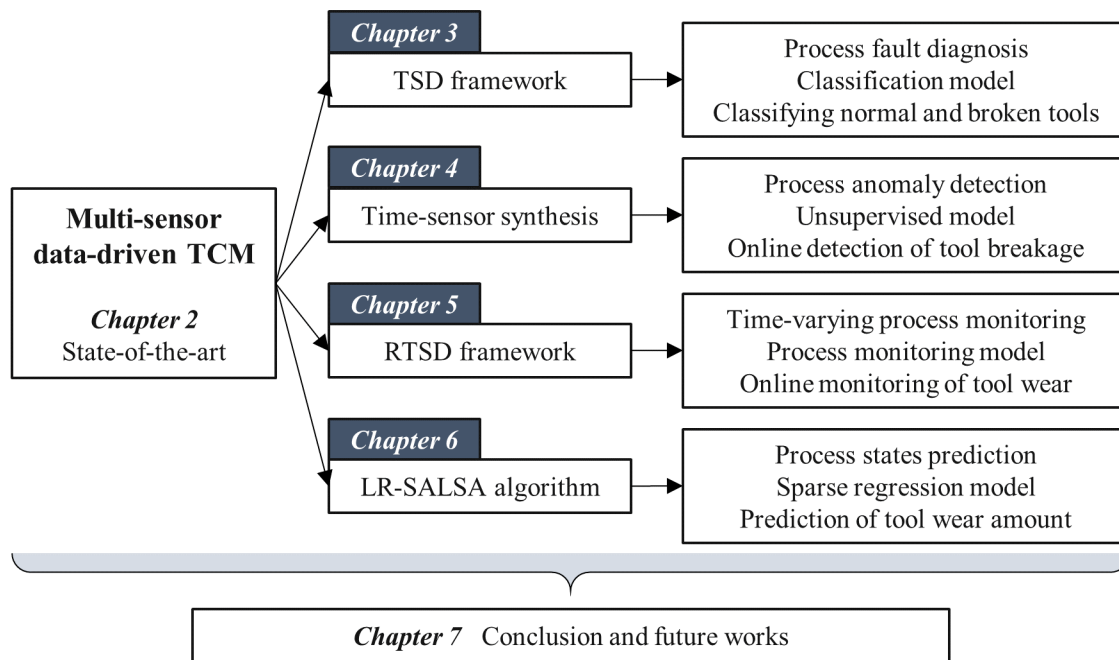 Multi-sensor
data-driven TCM
Chapter 2
State-of-the-art
Chapter 3
TSD framework
Process fault diagnosis
Classification model
Classifying normal and broken tools
Chapter 4
Time-sensor synthesis
Process anomaly detection
Unsupervised model
Online detection of tool breakage
Chapter 5
RTSD framework
Time-varying process monitoring
Process monitoring model
Online monitoring of tool wear
Chapter 6
LR-SALSA algorithm
Process states prediction
Sparse regression model
Prediction of tool wear amount
Chapter 7 Conclusion and future works